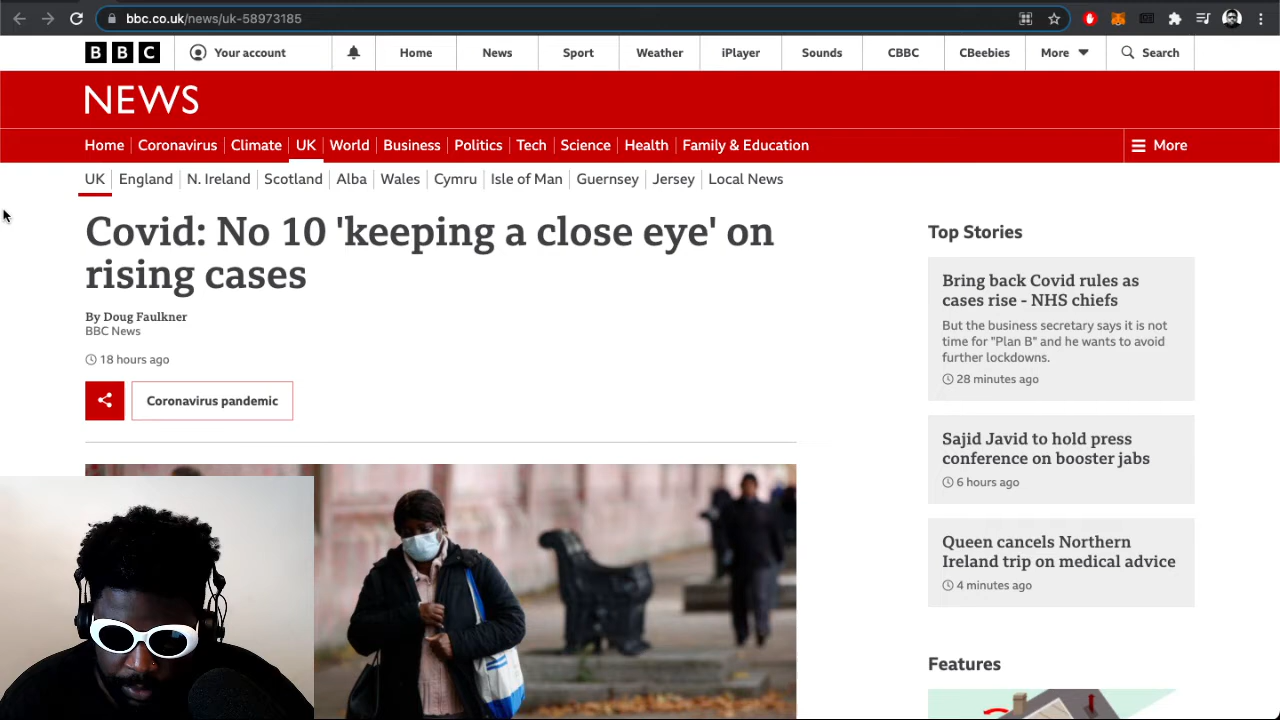 bbc.co.uk/news/uk-58973185
BBC
Your account
Home
News
Sport
Weather
iPlayer
Sounds
CBBC
CBeebies
More
Search
NEWS
Home
Coronavirus
Climate
UK
World
Business
Politics
Tech
Science
Health
Family & Education
More
UK
England
N. Ireland
Scotland
Alba
Wales
Cymru
Isle of Man
Guernsey
Jersey
Local News
Covid: No 10 'keeping a close eye' on
rising cases
By Doug Faulkner
BBC News
18 hours ago
Coronavirus pandemic
Top Stories
Bring back Covid rules as
cases rise - NHS chiefs
But the business secretary says it is not
time for "Plan B" and he wants to avoid
further lockdowns.
28 minutes ago
Sajid Javid to hold press
conference on booster jabs
6 hours ago
Queen cancels Northern
Ireland trip on medical advice
4 minutes ago
Features